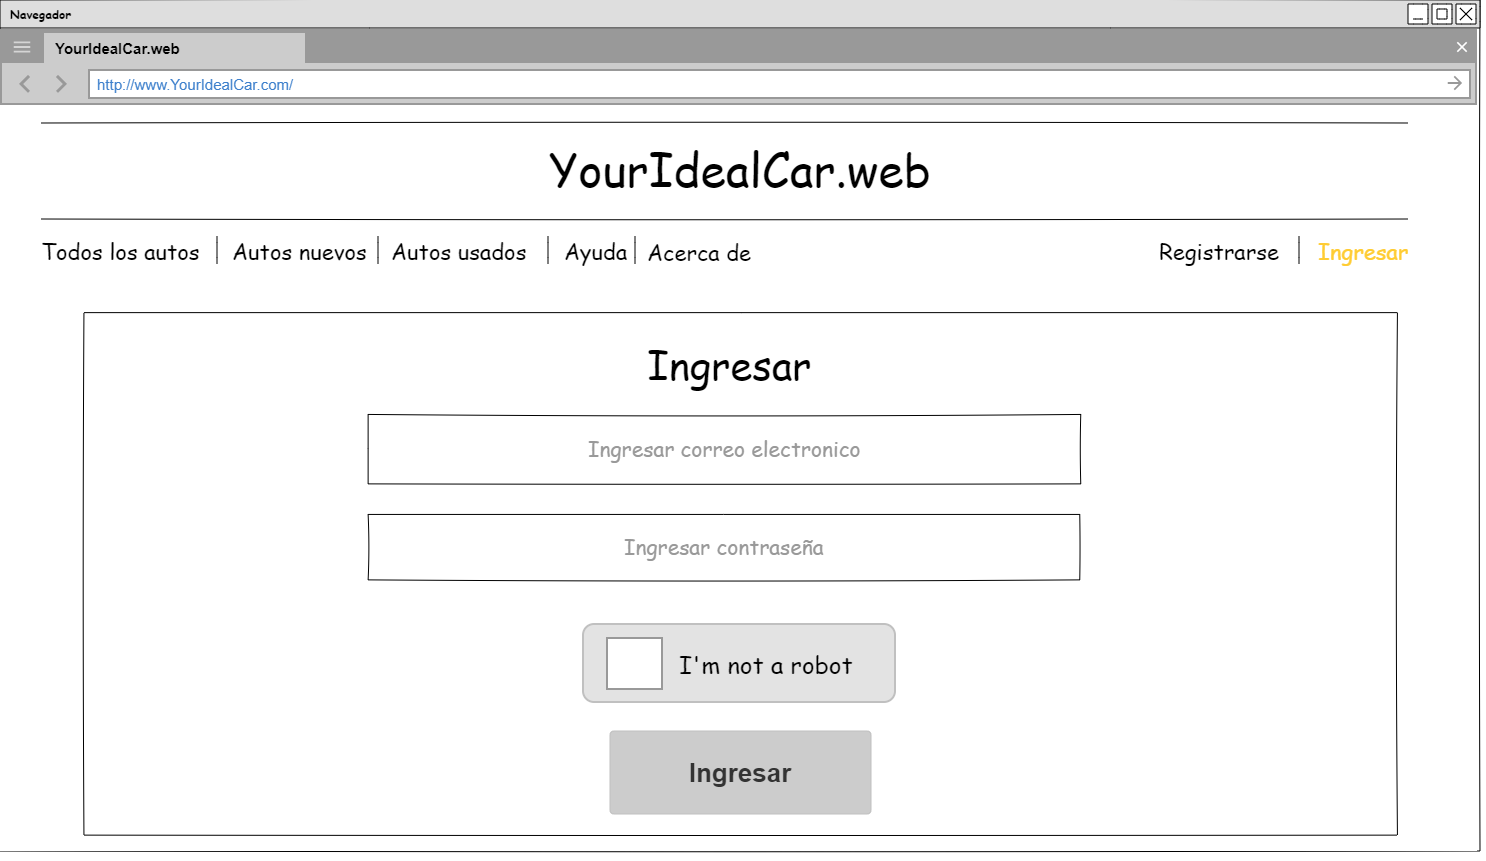 Navegador
YourIdealCar.web
http://www.YourIdealCar.com/
YourIdealCar.web
Todos los autos Autos nuevos Autos usados Ayuda Acerca de Registrarse Ingresar
Ingresar
Ingresar correo electronico
Ingresar contraseña
I'm not a robot
Ingresar